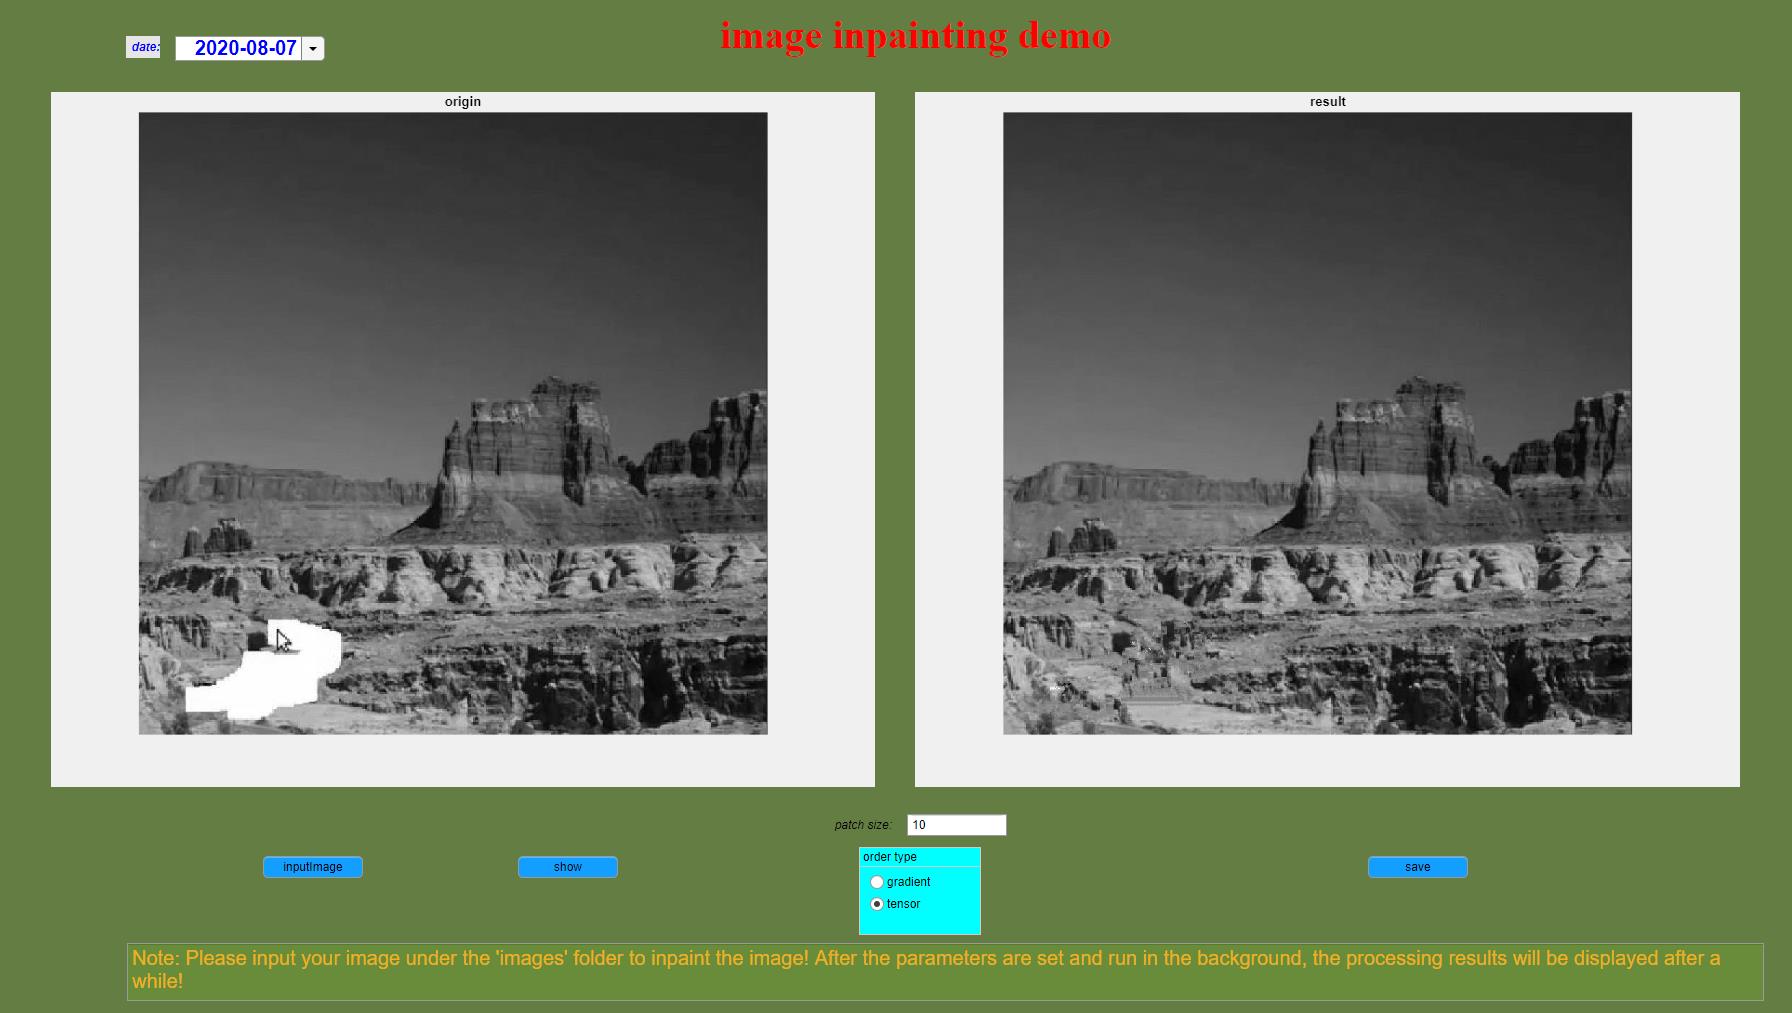 image inpainting demo
date:
2020-08-07
origin
result
patch size:
10
inputImage
show
order type
gradient
tensor
save
Note: Please input your image under the 'images' folder to inpaint the image! After the parameters are set and run in the background, the processing results will be displayed after a
while!